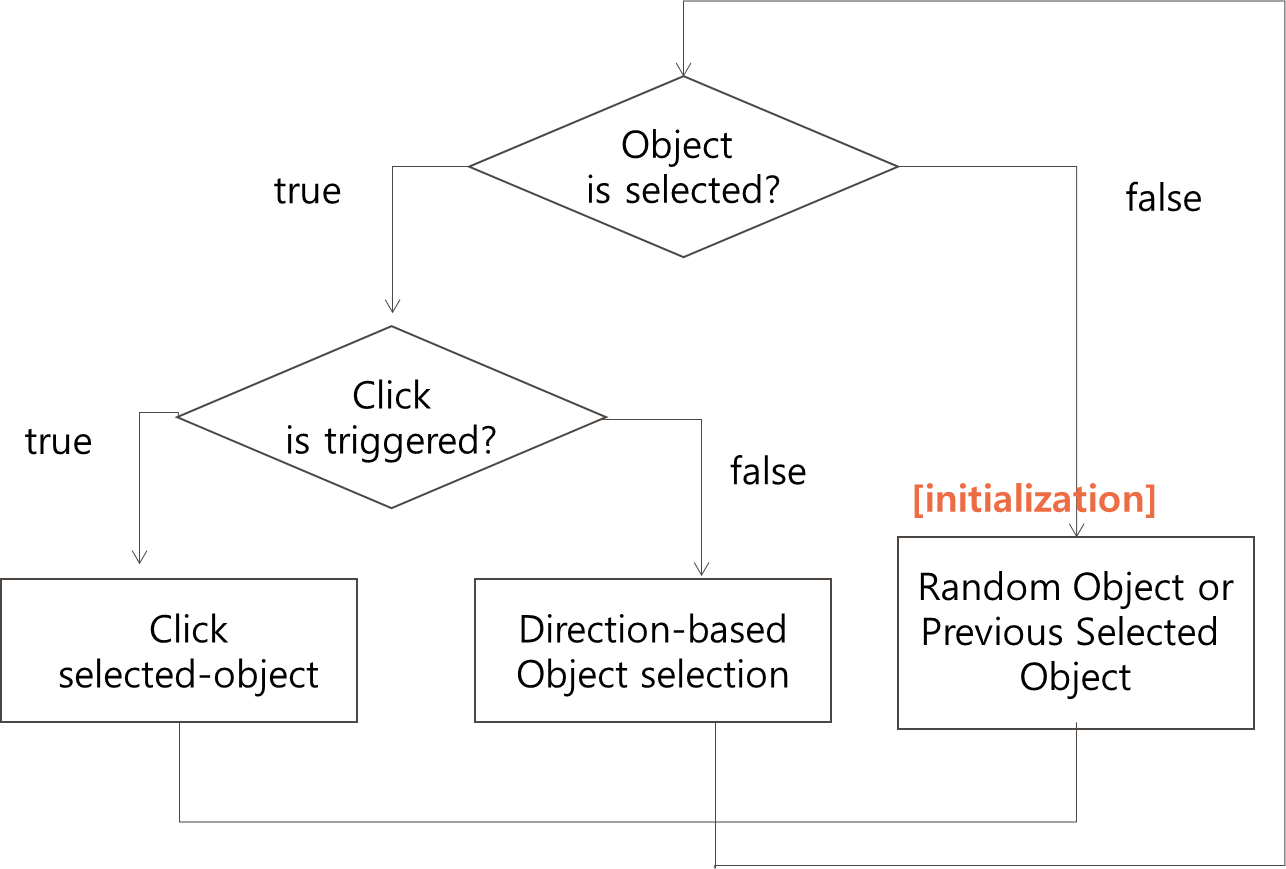 Object
is selected?
true
false
Click
is triggered?
true
false
[initialization]
Click
selected-object
Direction-based
Object selection
Random Object or
Previous Selected
Object